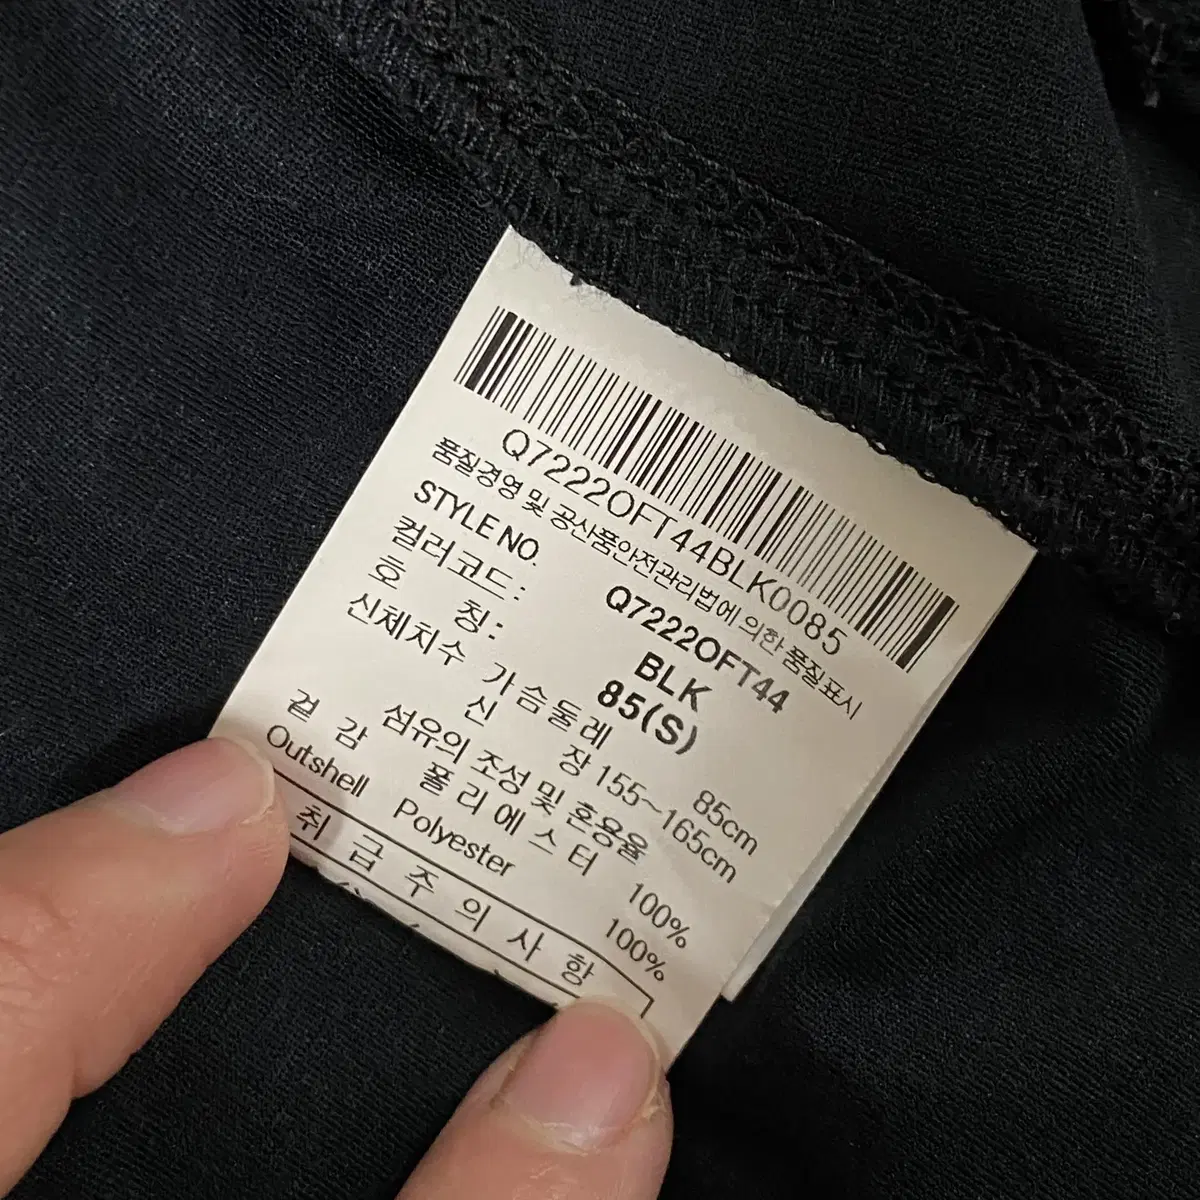 Q7222OFT44BLK0085
품질경영 및 공산품안전관리법에 의한 품질표시
STYLE NO. Q7222OFT44
컬러코드: BLK
호 칭: 85(S)
신체치수 가슴둘레 85cm
신 장 155~165cm
섬유의 조성 및 혼용율
겉 감 폴리에스터 100%
Outshell Polyester 100%
취급주의사항